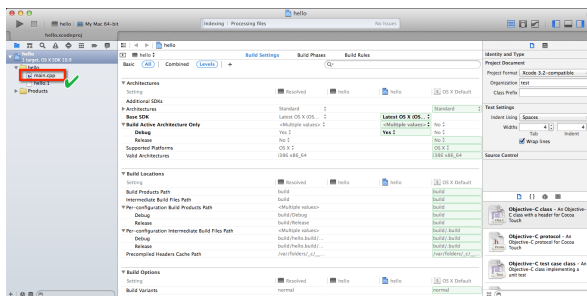 hello
hello | My Mac 64-bit
Indexing | Processing files
No Issues
hello.xcodeproj
hello
hello
1 target, OS X SDK 10.9
hello
main.cpp
hello.1
Products
hello
Build Settings Build Phases Build Rules
Basic All Combined Levels +
Architectures
Setting Resolved hello hello OS X Default
Additional SDKs
Architectures Standard Standard
Base SDK Latest OS X (OS... Latest OS X (OS...
Build Active Architecture Only <Multiple values> <Multiple values> No
Debug Yes Yes No
Release No No
Supported Platforms OS X OS X
Valid Architectures i386 x86_64 i386 x86_64
Build Locations
Setting Resolved hello hello OS X Default
Build Products Path build build
Intermediate Build Files Path build build
Per-configuration Build Products Path <Multiple values> build
Debug build/Debug build
Release build/Release build
Per-configuration Intermediate Build Files Path <Multiple values> build/.build
Debug build/hello.build/... build/.build
Release build/hello.build/... build/.build
Precompiled Headers Cache Path /var/folders/_c/__... /var/folders/_c/__...
Build Options
Setting Resolved hello hello OS X Default
Build Variants normal normal
Identity and Type
Project Document
Project Format Xcode 3.2-compatible
Organization test
Class Prefix
Text Settings
Indent Using Spaces
Widths 4 4
Tab Indent
Wrap lines
Source Control
Objective-C class - An Objective-
C class with a header for Cocoa
Touch
Objective-C protocol - An
Objective-C protocol for Cocoa
Touch
Objective-C test case class - An
Objective-C class implementing a
unit test